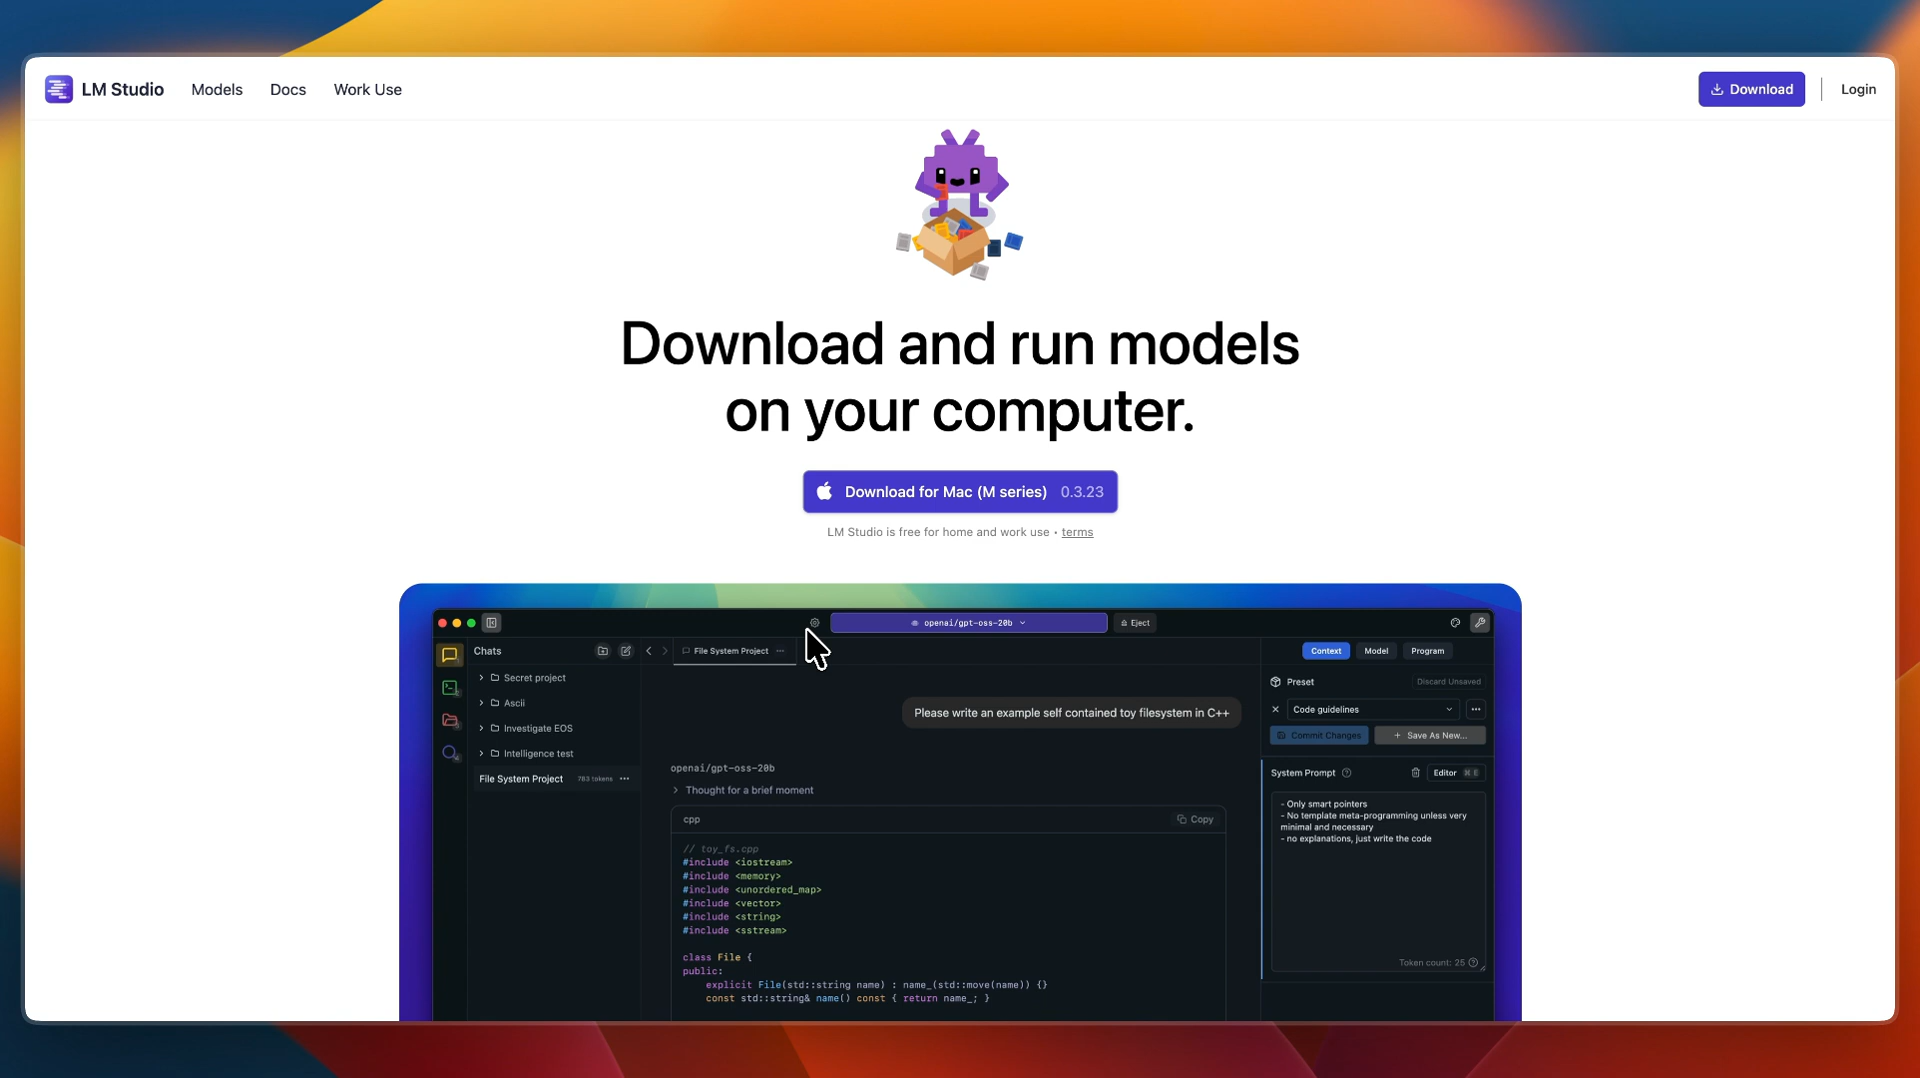 LM Studio
Models
Docs
Work Use
Download
Login
Download and run models
on your computer.
Download for Mac (M series) 0.3.23
LM Studio is free for home and work use • terms
openai/gpt-oss-20b
Eject
Chats
File System Project
Context
Model
Program
Secret project
Ascii
Investigate EOS
Intelligence test
File System Project 783 tokens
Please write an example self contained toy filesystem in C++
openai/gpt-oss-20b
Thought for a brief moment
cpp
Copy
// toy_fs.cpp
#include <iostream>
#include <memory>
#include <unordered_map>
#include <vector>
#include <string>
#include <sstream>
class File {
public:
explicit File(std::string name) : name_(std::move(name)) {}
const std::string& name() const { return name_; }
Preset
Discard Unsaved
Code guidelines
Commit Changes
+ Save As New...
System Prompt
Editor ⌘ E
- Only smart pointers
- No template meta-programming unless very
minimal and necessary
- no explanations, just write the code
Token count: 25